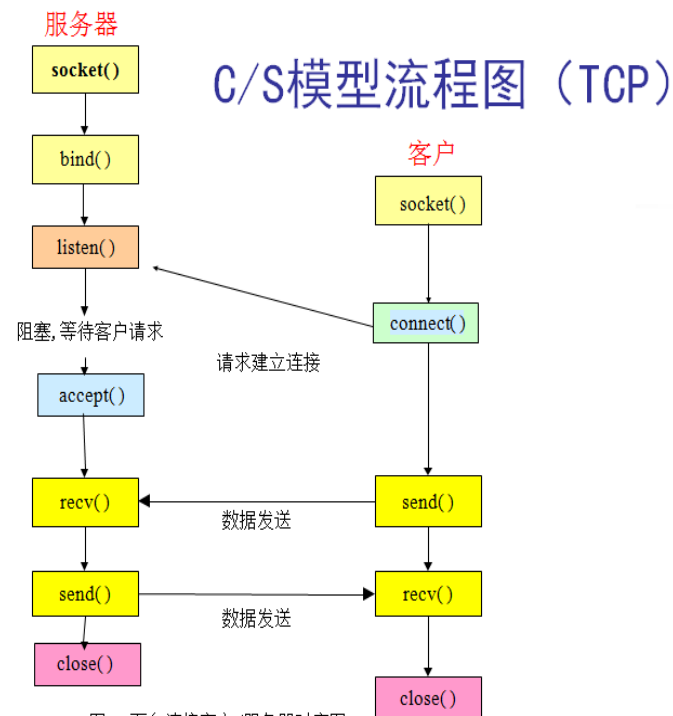 服务器
socket()
C/S模型流程图（TCP）
bind()
客户
socket()
listen()
connect()
阻塞,等待客户请求
请求建立连接
accept()
recv()
send()
数据发送
send()
recv()
数据发送
close()
close()